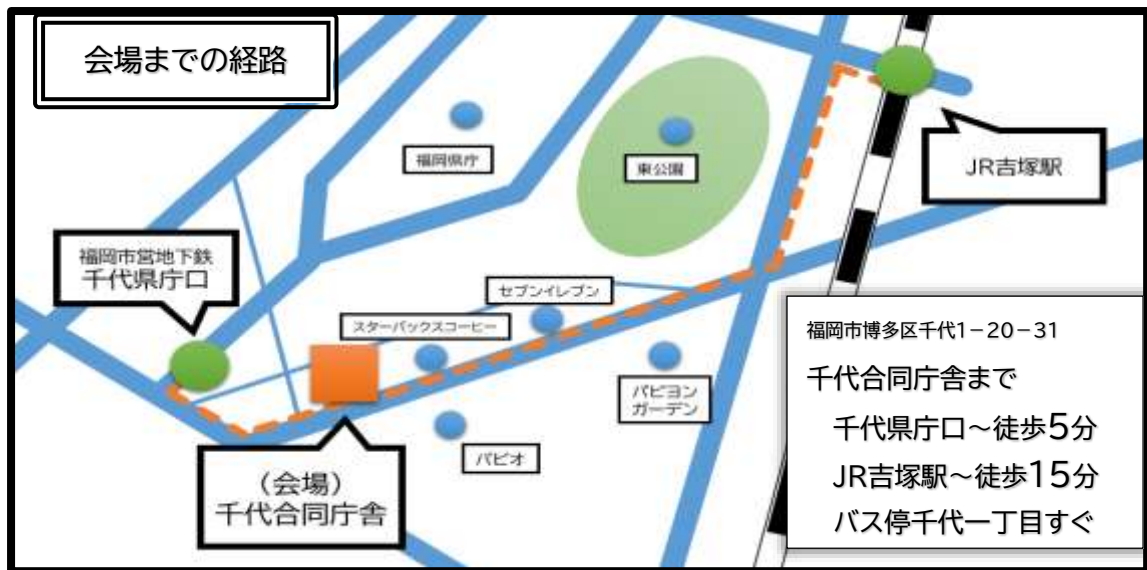 会場までの経路
福岡県庁
東公園
JR吉塚駅
福岡市営地下鉄
千代県庁口
セブンイレブン
スターバックスコーヒー
パピヨン
ガーデン
パピオ
（会場）
千代合同庁舎
福岡市博多区千代1－20－31
千代合同庁舎まで
千代県庁口～徒歩5分
JR吉塚駅～徒歩15分
バス停千代一丁目すぐ